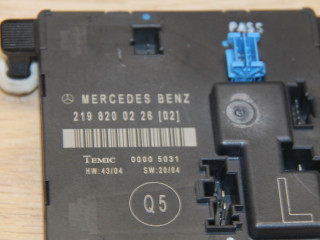 PASS
MERCEDES BENZ
219 820 02 26 [02]
TEMIC 0000 5031
HW:43/04 SW:20/04
Q5
L